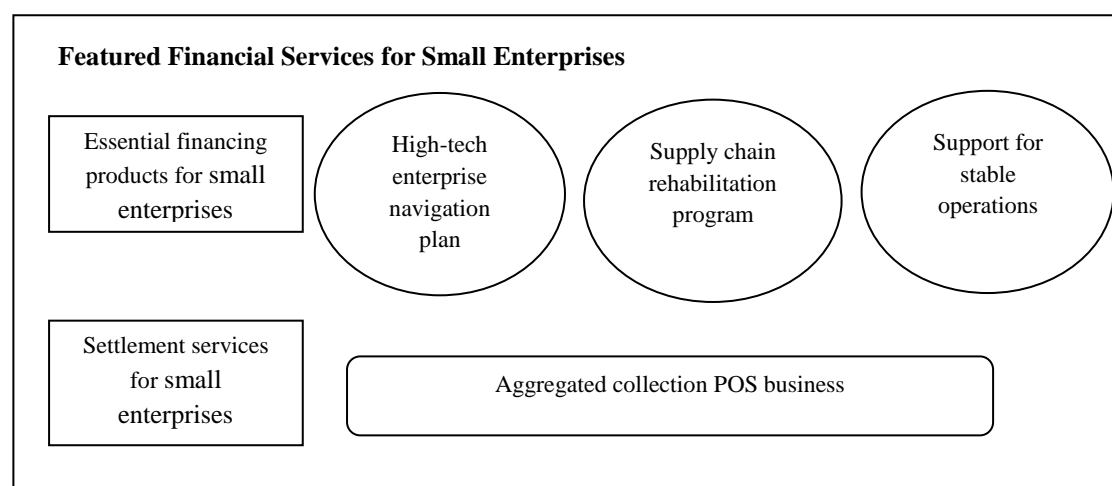 Featured Financial Services for Small Enterprises
Essential financing
products for small
enterprises
High-tech
enterprise
navigation
plan
Supply chain
rehabilitation
program
Support for
stable
operations
Settlement services
for small
enterprises
Aggregated collection POS business